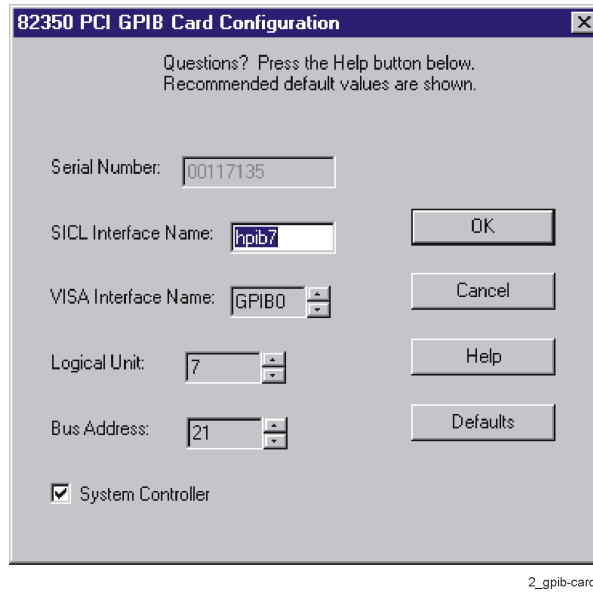 82350 PCI GPIB Card Configuration
Questions? Press the Help button below.
Recommended default values are shown.
Serial Number: 00117135
SICL Interface Name: hpib7
OK
VISA Interface Name: GPIB0
Cancel
Logical Unit: 7
Help
Bus Address: 21
Defaults
System Controller
2_gpib-card